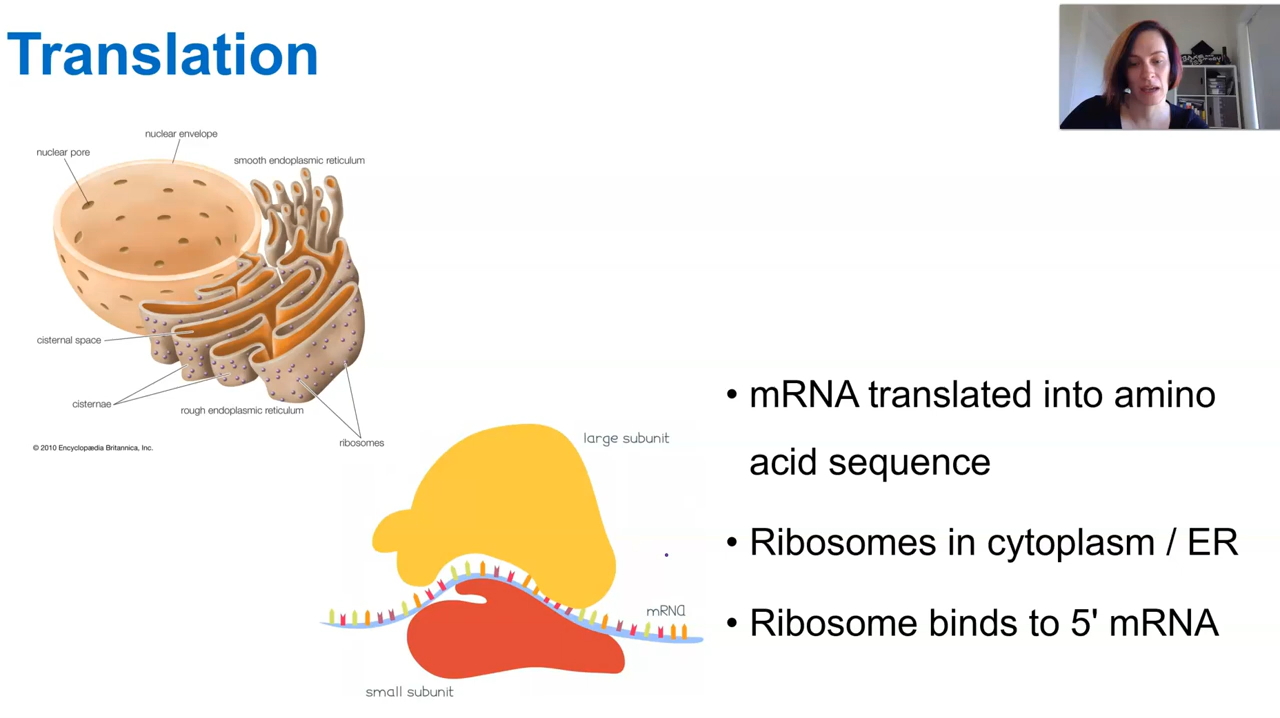 Translation
nuclear envelope
nuclear pore
smooth endoplasmic reticulum
cisternal space
cisternae
rough endoplasmic reticulum
ribosomes
© 2010 Encyclopædia Britannica, Inc.
large subunit
mRNA
small subunit
• mRNA translated into amino
acid sequence
• Ribosomes in cytoplasm / ER
• Ribosome binds to 5' mRNA